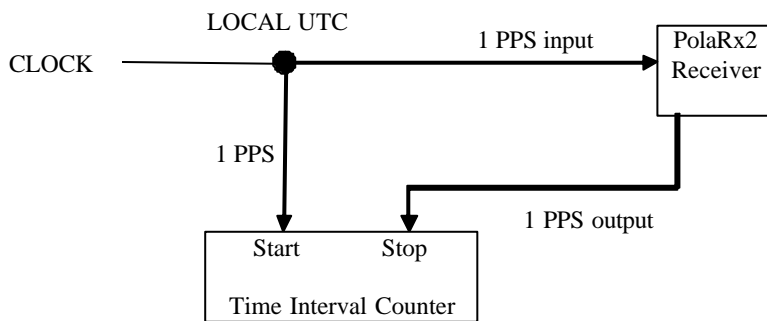 LOCAL UTC
1 PPS input
PolaRx2
Receiver
CLOCK
1 PPS
1 PPS output
Start
Stop
Time Interval Counter